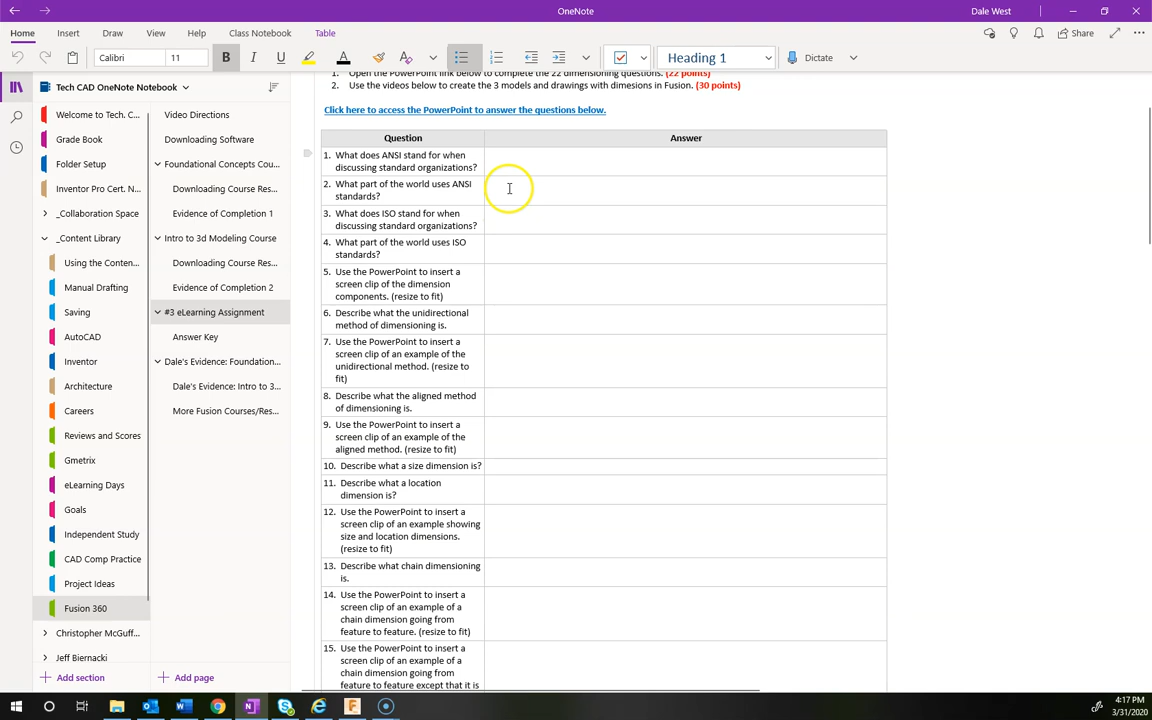 OneNote
Dale West
Home
Insert
Draw
View
Help
Class Notebook
Table
Share
Calibri
11
B
I
U
A
Heading 1
Dictate
Tech CAD OneNote Notebook
Welcome to Tech. C...
Grade Book
Folder Setup
Inventor Pro Cert. N...
_Collaboration Space
_Content Library
Using the Conten...
Manual Drafting
Saving
AutoCAD
Inventor
Architecture
Careers
Reviews and Scores
Gmetrix
eLearning Days
Goals
Independent Study
CAD Comp Practice
Project Ideas
Fusion 360
Christopher McGuff...
Jeff Biernacki
Add section
Video Directions
Downloading Software
Foundational Concepts Cou...
Downloading Course Res...
Evidence of Completion 1
Intro to 3d Modeling Course
Downloading Course Res...
Evidence of Completion 2
#3 eLearning Assignment
Answer Key
Dale's Evidence: Foundation...
Dale's Evidence: Intro to 3...
More Fusion Courses/Res...
Add page
1. Open the PowerPoint link below to complete the 22 dimensioning questions. (22 points)
2. Use the videos below to create the 3 models and drawings with dimesions in Fusion. (30 points)
Click here to access the PowerPoint to answer the questions below.
Question
Answer
1. What does ANSI stand for when
discussing standard organizations?
2. What part of the world uses ANSI
standards?
3. What does ISO stand for when
discussing standard organizations?
4. What part of the world uses ISO
standards?
5. Use the PowerPoint to insert a
screen clip of the dimension
components. (resize to fit)
6. Describe what the unidirectional
method of dimensioning is.
7. Use the PowerPoint to insert a
screen clip of an example of the
unidirectional method. (resize to
fit)
8. Describe what the aligned method
of dimensioning is.
9. Use the PowerPoint to insert a
screen clip of an example of the
aligned method. (resize to fit)
10. Describe what a size dimension is?
11. Describe what a location
dimension is?
12. Use the PowerPoint to insert a
screen clip of an example showing
size and location dimensions.
(resize to fit)
13. Describe what chain dimensioning
is.
14. Use the PowerPoint to insert a
screen clip of an example of a
chain dimension going from
feature to feature. (resize to fit)
15. Use the PowerPoint to insert a
screen clip of an example of a
chain dimension going from
feature to feature except that it is
4:17 PM
3/31/2020